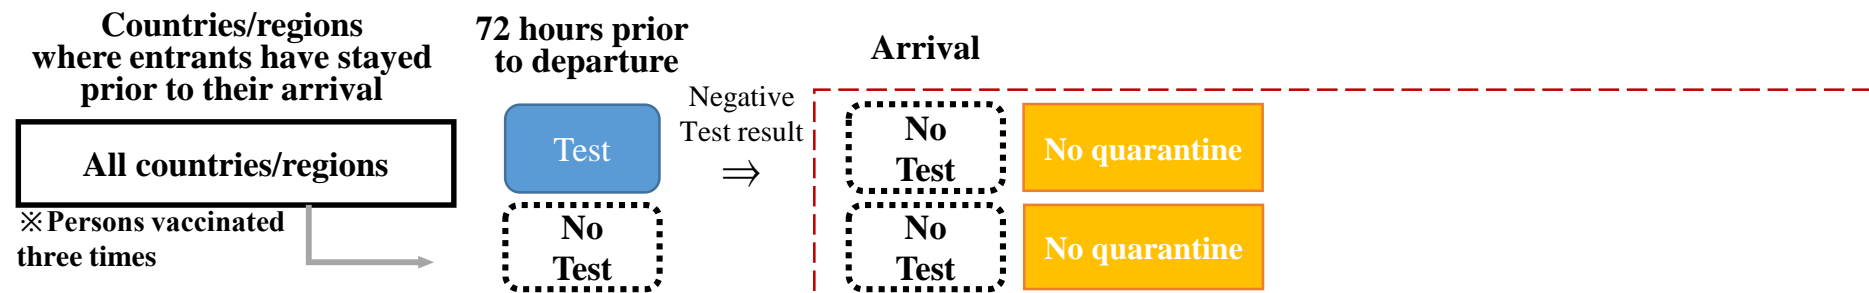 Countries/regions
where entrants have stayed
prior to their arrival
72 hours prior
to departure
Arrival
All countries/regions
Test
Negative
Test result
⇒
No
Test
No quarantine
※Persons vaccinated
three times
No
Test
No
Test
No quarantine